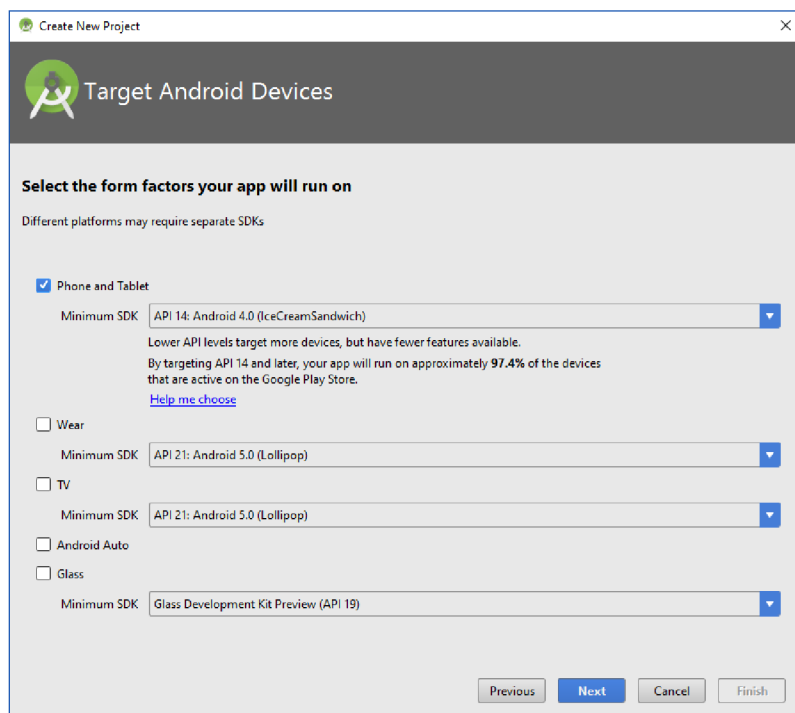 Create New Project
Target Android Devices
Select the form factors your app will run on
Different platforms may require separate SDKs
Phone and Tablet
Minimum SDK API 14: Android 4.0 (IceCreamSandwich)
Lower API levels target more devices, but have fewer features available.
By targeting API 14 and later, your app will run on approximately 97.4% of the devices
that are active on the Google Play Store.
Help me choose
Wear
Minimum SDK API 21: Android 5.0 (Lollipop)
TV
Minimum SDK API 21: Android 5.0 (Lollipop)
Android Auto
Glass
Minimum SDK Glass Development Kit Preview (API 19)
Previous Next Cancel Finish